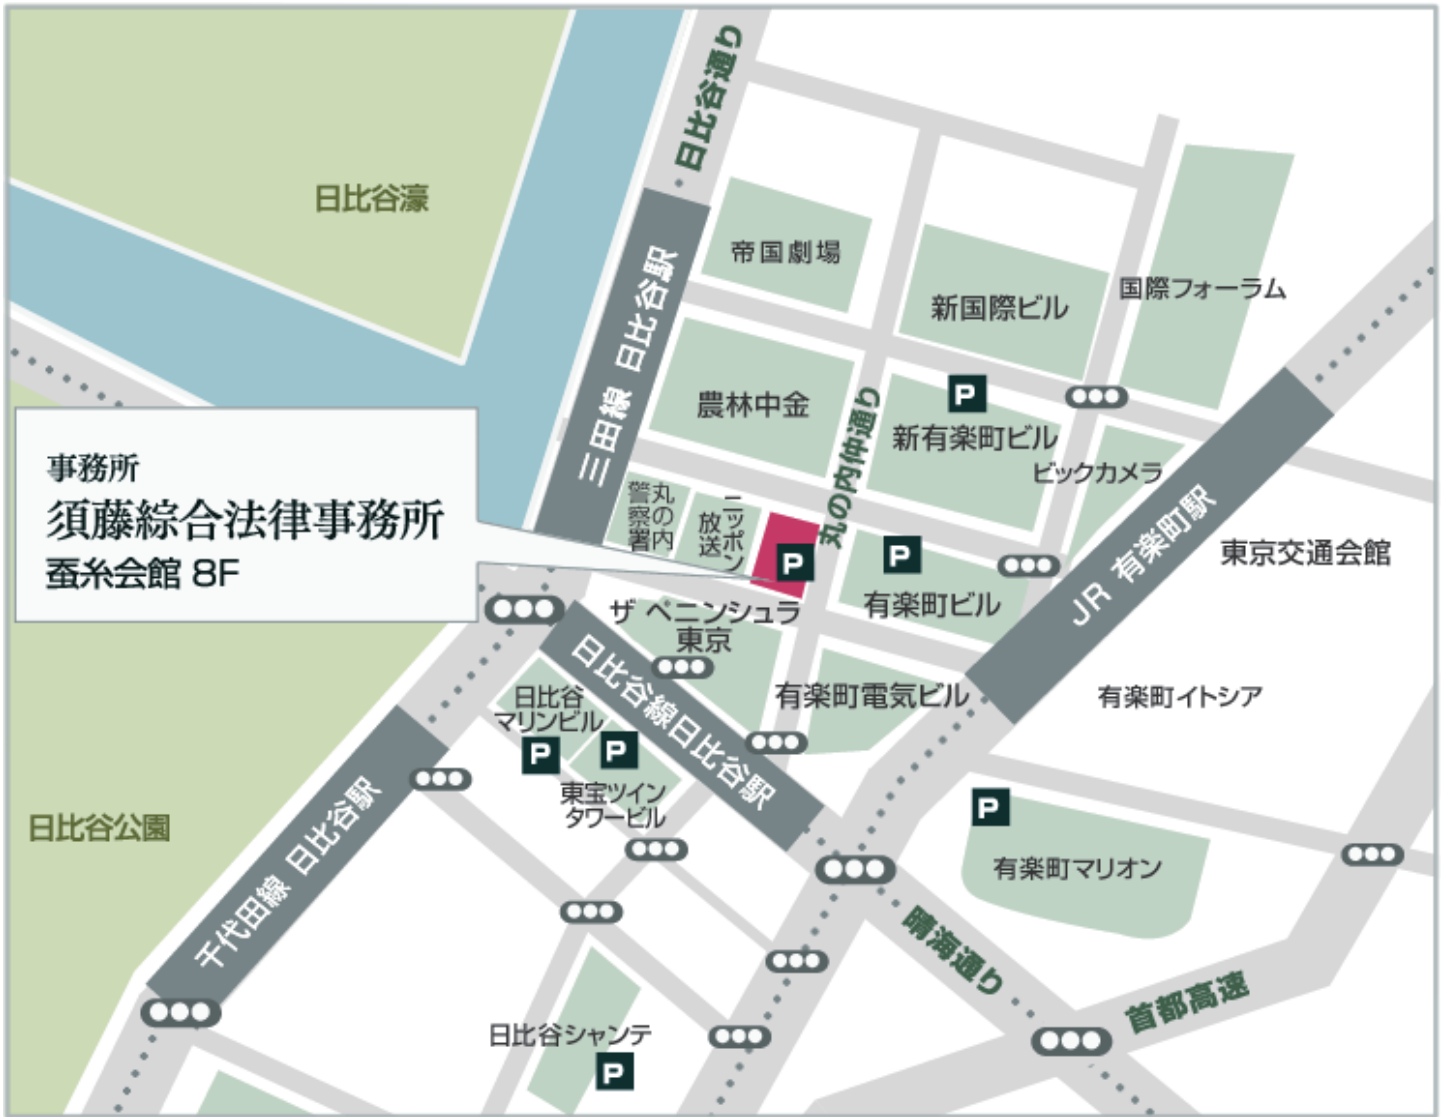 日比谷通り
日比谷濠
三田線 日比谷駅
帝国劇場
新国際ビル
国際フォーラム
農林中金
丸の内仲通り
P
新有楽町ビル
ビックカメラ
事務所
須藤綜合法律事務所
蚕糸会館 8F
丸の内
警察署
ニッポン
放送
P
P
有楽町ビル
JR 有楽町駅
東京交通会館
ザ ペニンシュラ
東京
日比谷線日比谷駅
有楽町電気ビル
有楽町イトシア
日比谷
マリンビル
P
P
東宝ツイン
タワービル
千代田線 日比谷駅
日比谷公園
P
有楽町マリオン
晴海通り
首都高速
日比谷シャンテ
P